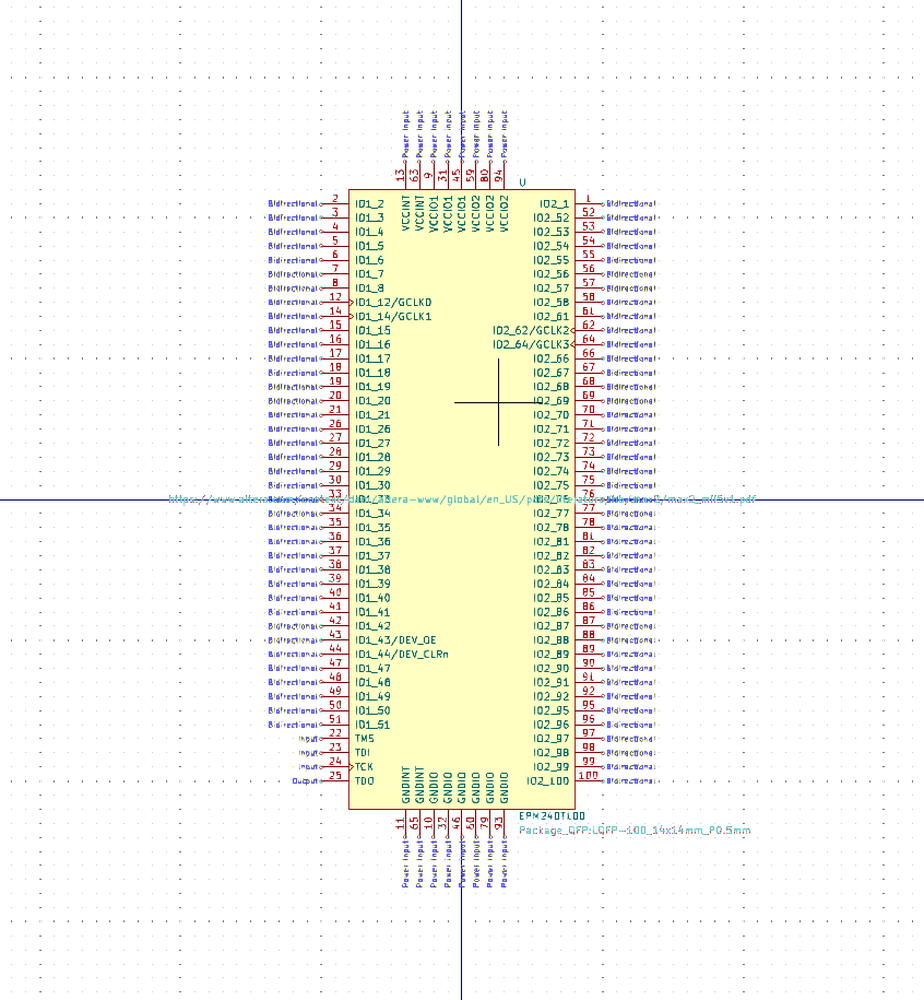 Power Input Power Input Power Input Power Input Power Input Power Input Power Input Power Input
13 63 9 31 45 59 80 94
U
VCCINT VCCINT VCCIO1 VCCIO1 VCCIO1 VCCIO2 VCCIO2 VCCIO2
Bidirectional 2 IO1_2 IO2_1 1 Bidirectional
Bidirectional 3 IO1_3 IO2_52 52 Bidirectional
Bidirectional 4 IO1_4 IO2_53 53 Bidirectional
Bidirectional 5 IO1_5 IO2_54 54 Bidirectional
Bidirectional 6 IO1_6 IO2_55 55 Bidirectional
Bidirectional 7 IO1_7 IO2_56 56 Bidirectional
Bidirectional 8 IO1_8 IO2_57 57 Bidirectional
Bidirectional 12 IO1_12/GCLK0 IO2_58 58 Bidirectional
Bidirectional 14 IO1_14/GCLK1 IO2_61 61 Bidirectional
Bidirectional 15 IO1_15 IO2_62/GCLK2 62 Bidirectional
Bidirectional 16 IO1_16 IO2_64/GCLK3 64 Bidirectional
Bidirectional 17 IO1_17 IO2_66 66 Bidirectional
Bidirectional 18 IO1_18 IO2_67 67 Bidirectional
Bidirectional 19 IO1_19 IO2_68 68 Bidirectional
Bidirectional 20 IO1_20 IO2_69 69 Bidirectional
Bidirectional 21 IO1_21 IO2_70 70 Bidirectional
Bidirectional 26 IO1_26 IO2_71 71 Bidirectional
Bidirectional 27 IO1_27 IO2_72 72 Bidirectional
Bidirectional 28 IO1_28 IO2_73 73 Bidirectional
Bidirectional 29 IO1_29 IO2_74 74 Bidirectional
Bidirectional 30 IO1_30 IO2_75 75 Bidirectional
33 76
Bidirectional 34 IO1_34 IO2_77 77 Bidirectional
Bidirectional 35 IO1_35 IO2_78 78 Bidirectional
Bidirectional 36 IO1_36 IO2_81 81 Bidirectional
Bidirectional 37 IO1_37 IO2_82 82 Bidirectional
Bidirectional 38 IO1_38 IO2_83 83 Bidirectional
Bidirectional 39 IO1_39 IO2_84 84 Bidirectional
Bidirectional 40 IO1_40 IO2_85 85 Bidirectional
Bidirectional 41 IO1_41 IO2_86 86 Bidirectional
Bidirectional 42 IO1_42 IO2_87 87 Bidirectional
Bidirectional 43 IO1_43/DEV_OE IO2_88 88 Bidirectional
Bidirectional 44 IO1_44/DEV_CLRn IO2_89 89 Bidirectional
Bidirectional 47 IO1_47 IO2_90 90 Bidirectional
Bidirectional 48 IO1_48 IO2_91 91 Bidirectional
Bidirectional 49 IO1_49 IO2_92 92 Bidirectional
Bidirectional 50 IO1_50 IO2_95 95 Bidirectional
Bidirectional 51 IO1_51 IO2_96 96 Bidirectional
Input 22 TMS IO2_97 97 Bidirectional
Input 23 TDI IO2_98 98 Bidirectional
Input 24 TCK IO2_99 99 Bidirectional
Output 25 TDO IO2_100 100 Bidirectional
GNDINT GNDINT GNDIO GNDIO GNDIO GNDIO GNDIO GNDIO
11 65 10 32 46 60 79 93
EPM240T100
Package_QFP:LQFP-100_14x14mm_P0.5mm
Power Input Power Input Power Input Power Input Power Input Power Input Power Input Power Input